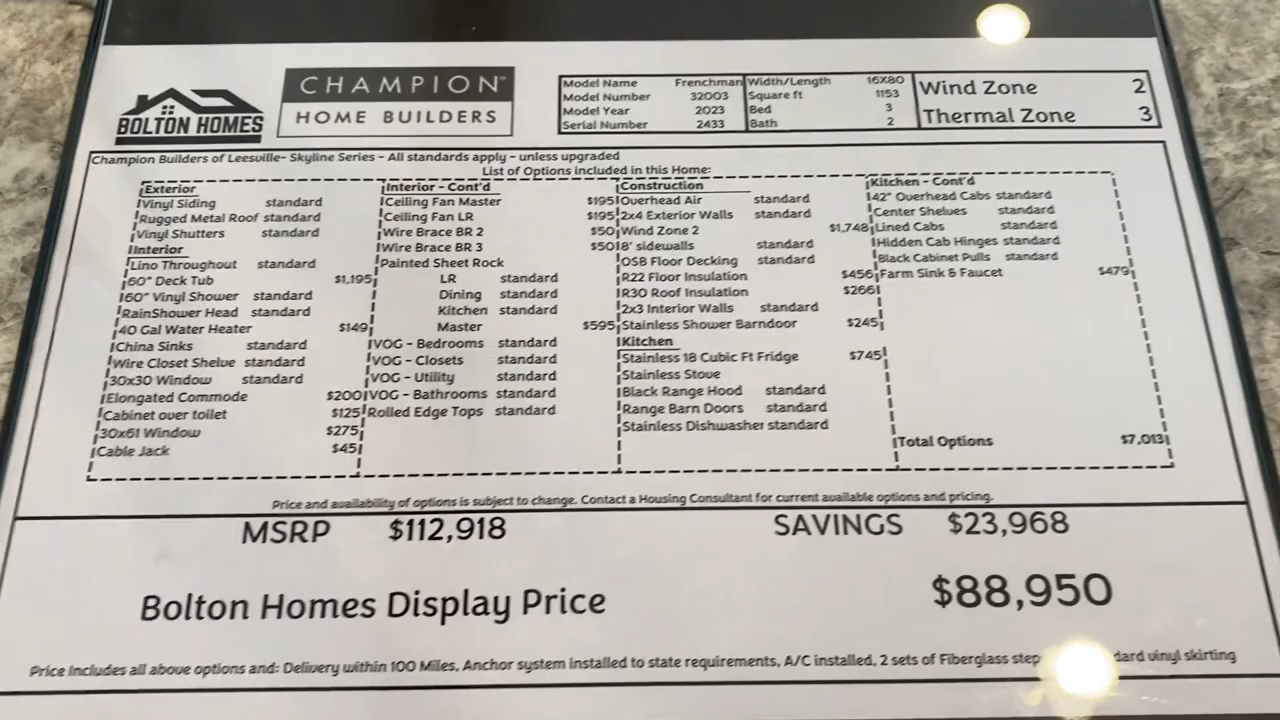 BOLTON HOMES
CHAMPION
HOME BUILDERS
Model Name Frenchman
Model Number 32003
Model Year 2023
Serial Number 2433
Width/Length 16X80
Square ft 1153
Bed 3
Bath 2
Wind Zone 2
Thermal Zone 3
Champion Builders of Leesville- Skyline Series - All standards apply - unless upgraded
List of Options included in this Home:
Exterior
Vinyl Siding standard
Rugged Metal Roof standard
Vinyl Shutters standard
Interior
Lino Throughout standard
60" Deck Tub $1,195
60" Vinyl Shower standard
RainShower Head standard
40 Gal Water Heater $149
China Sinks standard
Wire Closet Shelve standard
30x30 Window standard
Elongated Commode $200
Cabinet over toilet $125
30x61 Window $275
Cable Jack $45
Interior - Cont'd
Ceiling Fan Master $195
Ceiling Fan LR $195
Wire Brace BR 2 $50
Wire Brace BR 3 $50
Painted Sheet Rock
LR standard
Dining standard
Kitchen standard
Master $595
VOG - Bedrooms standard
VOG - Closets standard
VOG - Utility standard
VOG - Bathrooms standard
Rolled Edge Tops standard
Construction
Overhead Air standard
2x4 Exterior Walls standard
Wind Zone 2 $1,748
8' sidewalls standard
OSB Floor Decking standard
R22 Floor Insulation $456
R30 Roof Insulation $266
2x3 Interior Walls standard
Stainless Shower Barndoor $245
Kitchen
Stainless 18 Cubic Ft Fridge $745
Stainless Stove
Black Range Hood standard
Range Barn Doors standard
Stainless Dishwasher standard
Kitchen - Cont'd
42" Overhead Cabs standard
Center Shelves standard
Lined Cabs standard
Hidden Cab Hinges standard
Black Cabinet Pulls standard
Farm Sink & Faucet $479
Total Options $7,013
Price and availability of options is subject to change. Contact a Housing Consultant for current available options and pricing.
MSRP $112,918
SAVINGS $23,968
Bolton Homes Display Price $88,950
Price Includes all above options and: Delivery within 100 Miles, Anchor system installed to state requirements, A/C installed, 2 sets of Fiberglass vinyl skirting